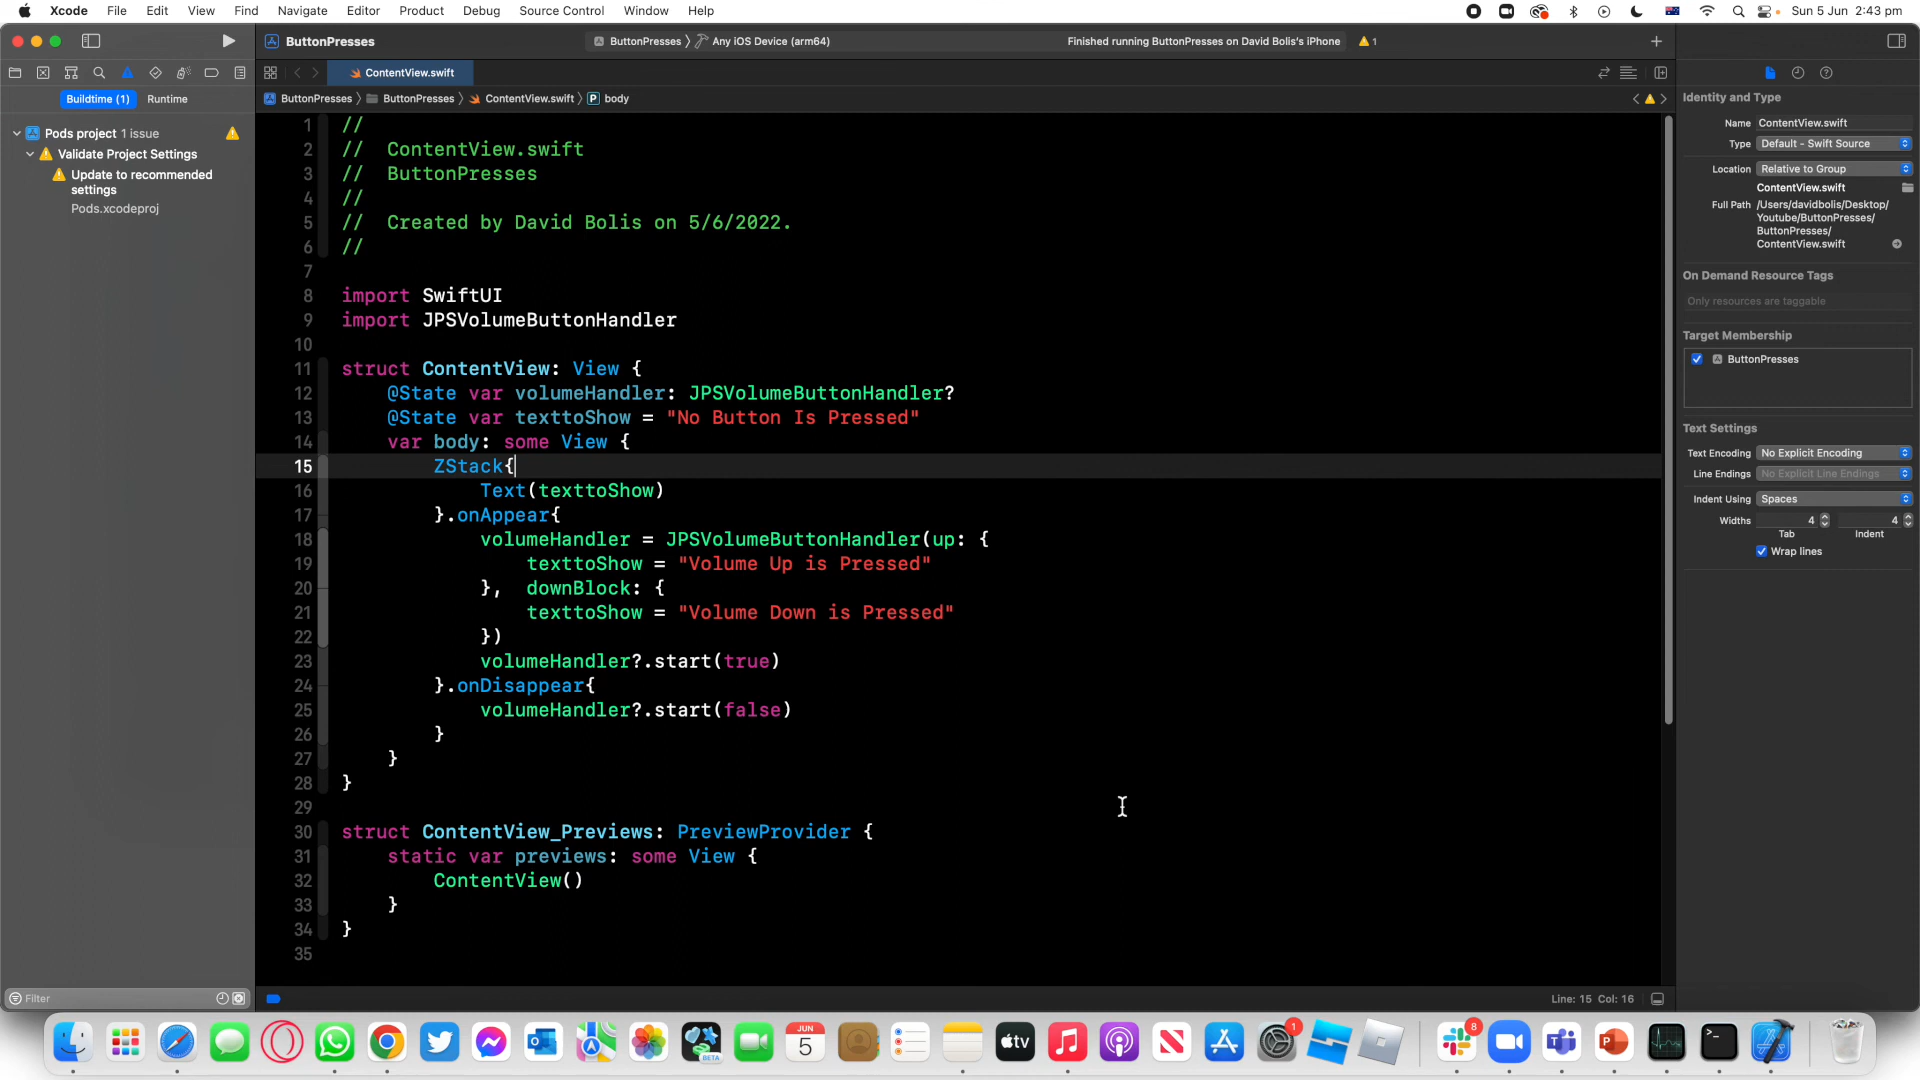 Xcode File Edit View Find Navigate Editor Product Debug Source Control Window Help Sun 5 Jun 2:43 pm
ButtonPresses ButtonPresses Any iOS Device (arm64) Finished running ButtonPresses on David Bolis's iPhone 1
ContentView.swift
Buildtime (1) Runtime
ButtonPresses ButtonPresses ContentView.swift P body
Pods project 1 issue
Validate Project Settings
Update to recommended
settings
Pods.xcodeproj
Filter
1 //
2 //  ContentView.swift
3 //  ButtonPresses
4 //
5 //  Created by David Bolis on 5/6/2022.
6 //
7
8 import SwiftUI
9 import JPSVolumeButtonHandler
10
11 struct ContentView: View {
12     @State var volumeHandler: JPSVolumeButtonHandler?
13     @State var texttoShow = "No Button Is Pressed"
14     var body: some View {
15         ZStack{
16             Text(texttoShow)
17         }.onAppear{
18             volumeHandler = JPSVolumeButtonHandler(up: {
19                 texttoShow = "Volume Up is Pressed"
20             },  downBlock: {
21                 texttoShow = "Volume Down is Pressed"
22             })
23             volumeHandler?.start(true)
24         }.onDisappear{
25             volumeHandler?.start(false)
26         }
27     }
28 }
29
30 struct ContentView_Previews: PreviewProvider {
31     static var previews: some View {
32         ContentView()
33     }
34 }
35
Line: 15 Col: 16
Identity and Type
Name ContentView.swift
Type Default - Swift Source
Location Relative to Group
ContentView.swift
Full Path /Users/davidbolis/Desktop/
Youtube/ButtonPresses/
ButtonPresses/
ContentView.swift
On Demand Resource Tags
Only resources are taggable
Target Membership
ButtonPresses
Text Settings
Text Encoding No Explicit Encoding
Line Endings No Explicit Line Endings
Indent Using Spaces
Widths 4 4
Tab Indent
Wrap lines
BETA
JUN
5
tv
1
8